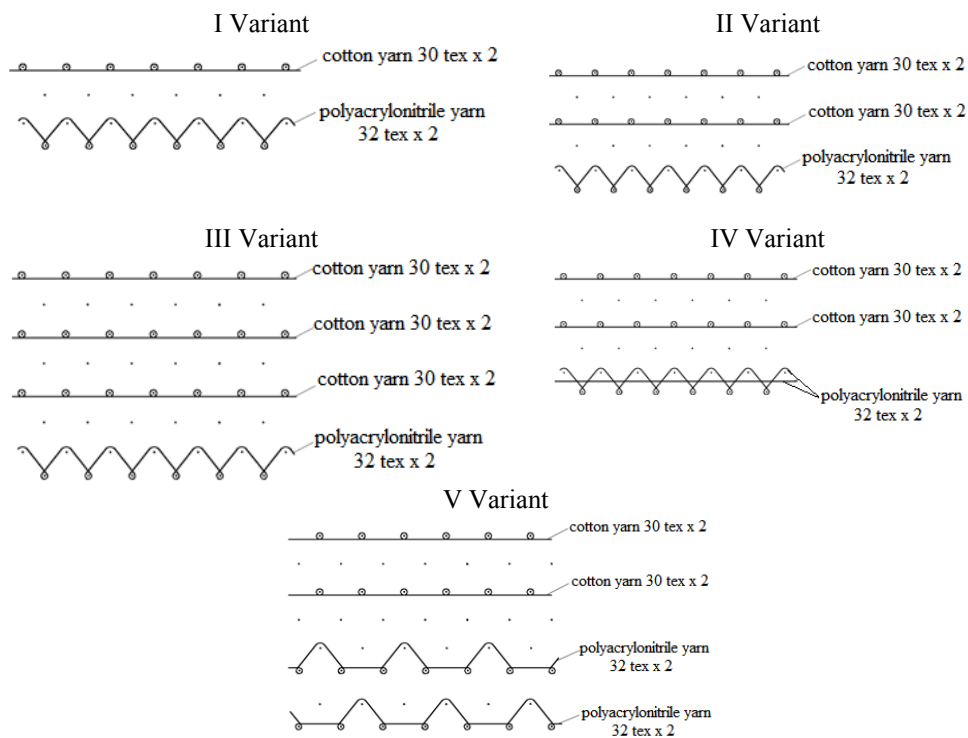 I Variant
cotton yarn 30 tex x 2
polyacrylonitrile yarn
32 tex x 2
II Variant
cotton yarn 30 tex x 2
cotton yarn 30 tex x 2
polyacrylonitrile yarn
32 tex x 2
III Variant
cotton yarn 30 tex x 2
cotton yarn 30 tex x 2
cotton yarn 30 tex x 2
polyacrylonitrile yarn
32 tex x 2
IV Variant
cotton yarn 30 tex x 2
cotton yarn 30 tex x 2
polyacrylonitrile yarn
32 tex x 2
V Variant
cotton yarn 30 tex x 2
cotton yarn 30 tex x 2
polyacrylonitrile yarn
32 tex x 2
polyacrylonitrile yarn
32 tex x 2